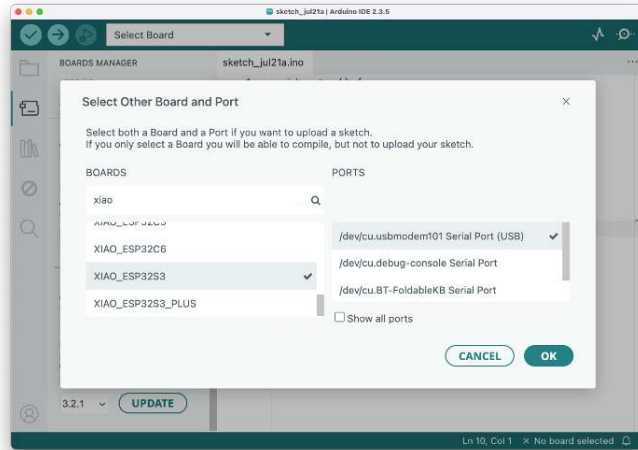 sketch_jul21a | Arduino IDE 2.3.5
Select Board
BOARDS MANAGER
sketch_jul21a.ino
Select Other Board and Port
Select both a Board and a Port if you want to upload a sketch.
If you only select a Board you will be able to compile, but not to upload your sketch.
BOARDS
PORTS
xiao
XIAO_ESP32C6
XIAO_ESP32S3
XIAO_ESP32S3_PLUS
/dev/cu.usbmodem101 Serial Port (USB)
/dev/cu.debug-console Serial Port
/dev/cu.BT-FoldableKB Serial Port
Show all ports
CANCEL
OK
3.2.1
UPDATE
Ln 10, Col 1
No board selected